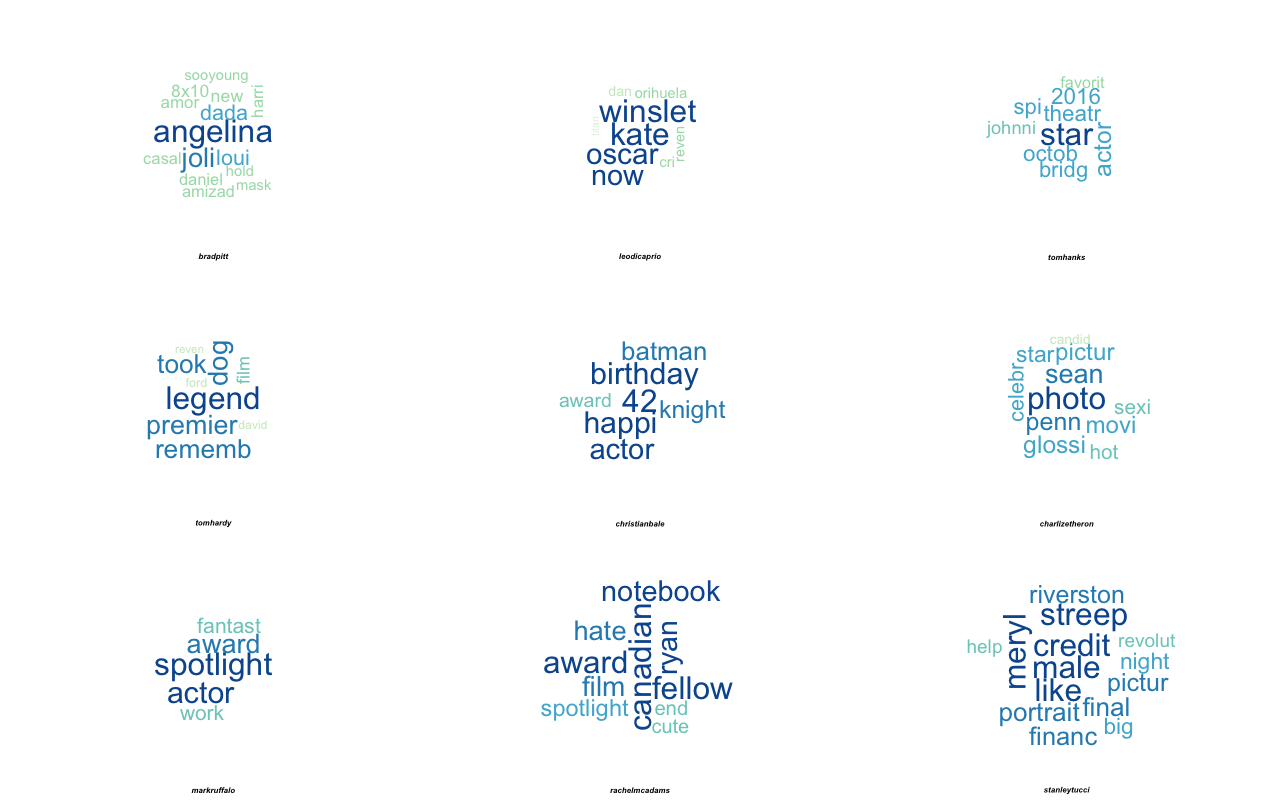 sooyoung
8x10 new
amor
harri
dada
angelina
casal joli loui
hold
daniel mask
amizad
bradpitt
dan orihuela
winslet
titan
kate
reven
oscar cri
now
leodicaprio
favorit
2016
spi theatr
johnni star
actor
octob
bridg
tomhanks
reven
dog
took film
ford
legend
premier david
rememb
tomhardy
batman
birthday
award 42 knight
happi
actor
christianbale
candid
star pictur
celebr
sean
photo sexi
penn movi
glossi hot
charlizetheron
fantast
award
spotlight
actor
work
markruffalo
notebook
canadian
hate ryan
award
film fellow
spotlight end
cute
rachelmcadams
riverston
streep
meryl
help credit revolut
male night
like pictur
portrait final
big
financ
stanleytucci